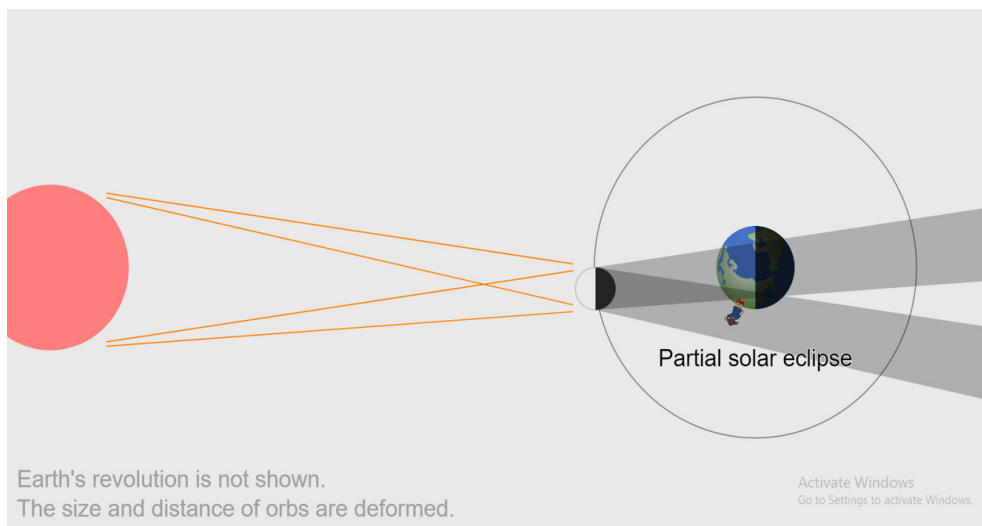 Partial solar eclipse
Earth's revolution is not shown.
The size and distance of orbs are deformed.
Activate Windows
Go to Settings to activate Windows.